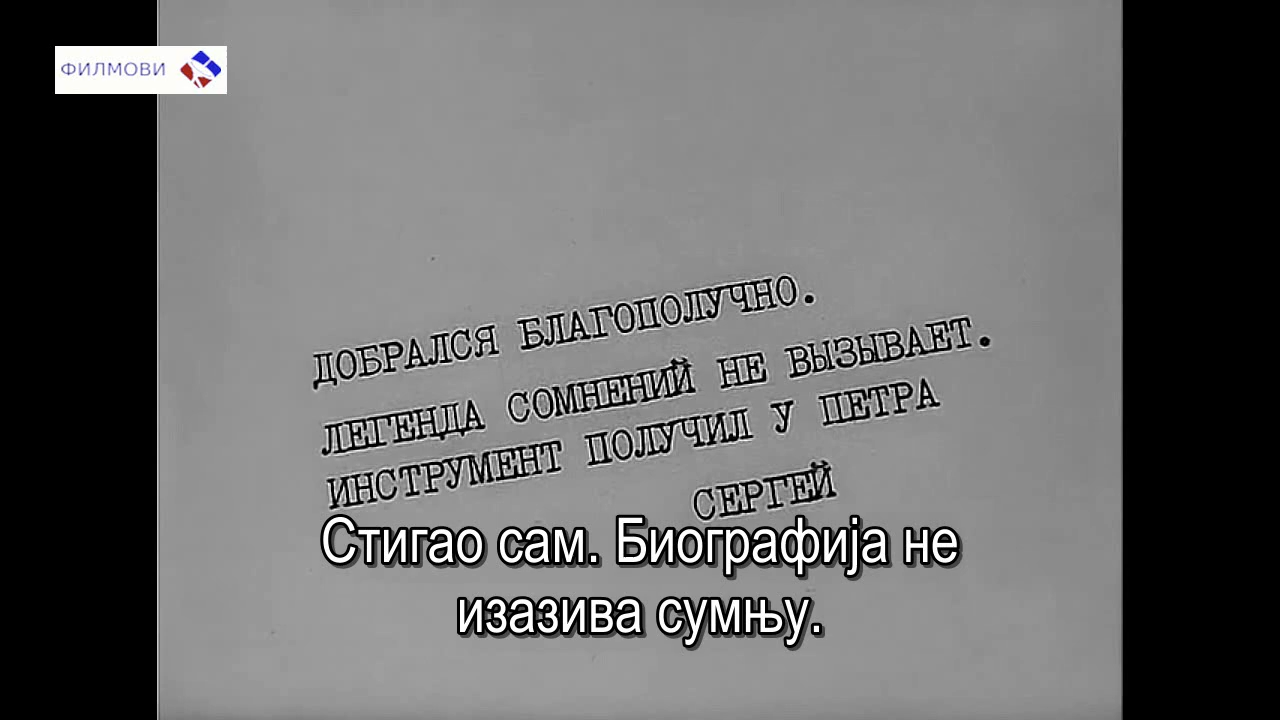 ФИЛМОВИ
ДОБРАЛСЯ БЛАГОПОЛУЧНО.
ЛЕГЕНДА СОМНЕНИЙ НЕ ВЫЗЫВАЕТ.
ИНСТРУМЕНТ ПОЛУЧИЛ У ПЕТРА
СЕРГЕЙ
Стигао сам. Биографија не
изазива сумњу.